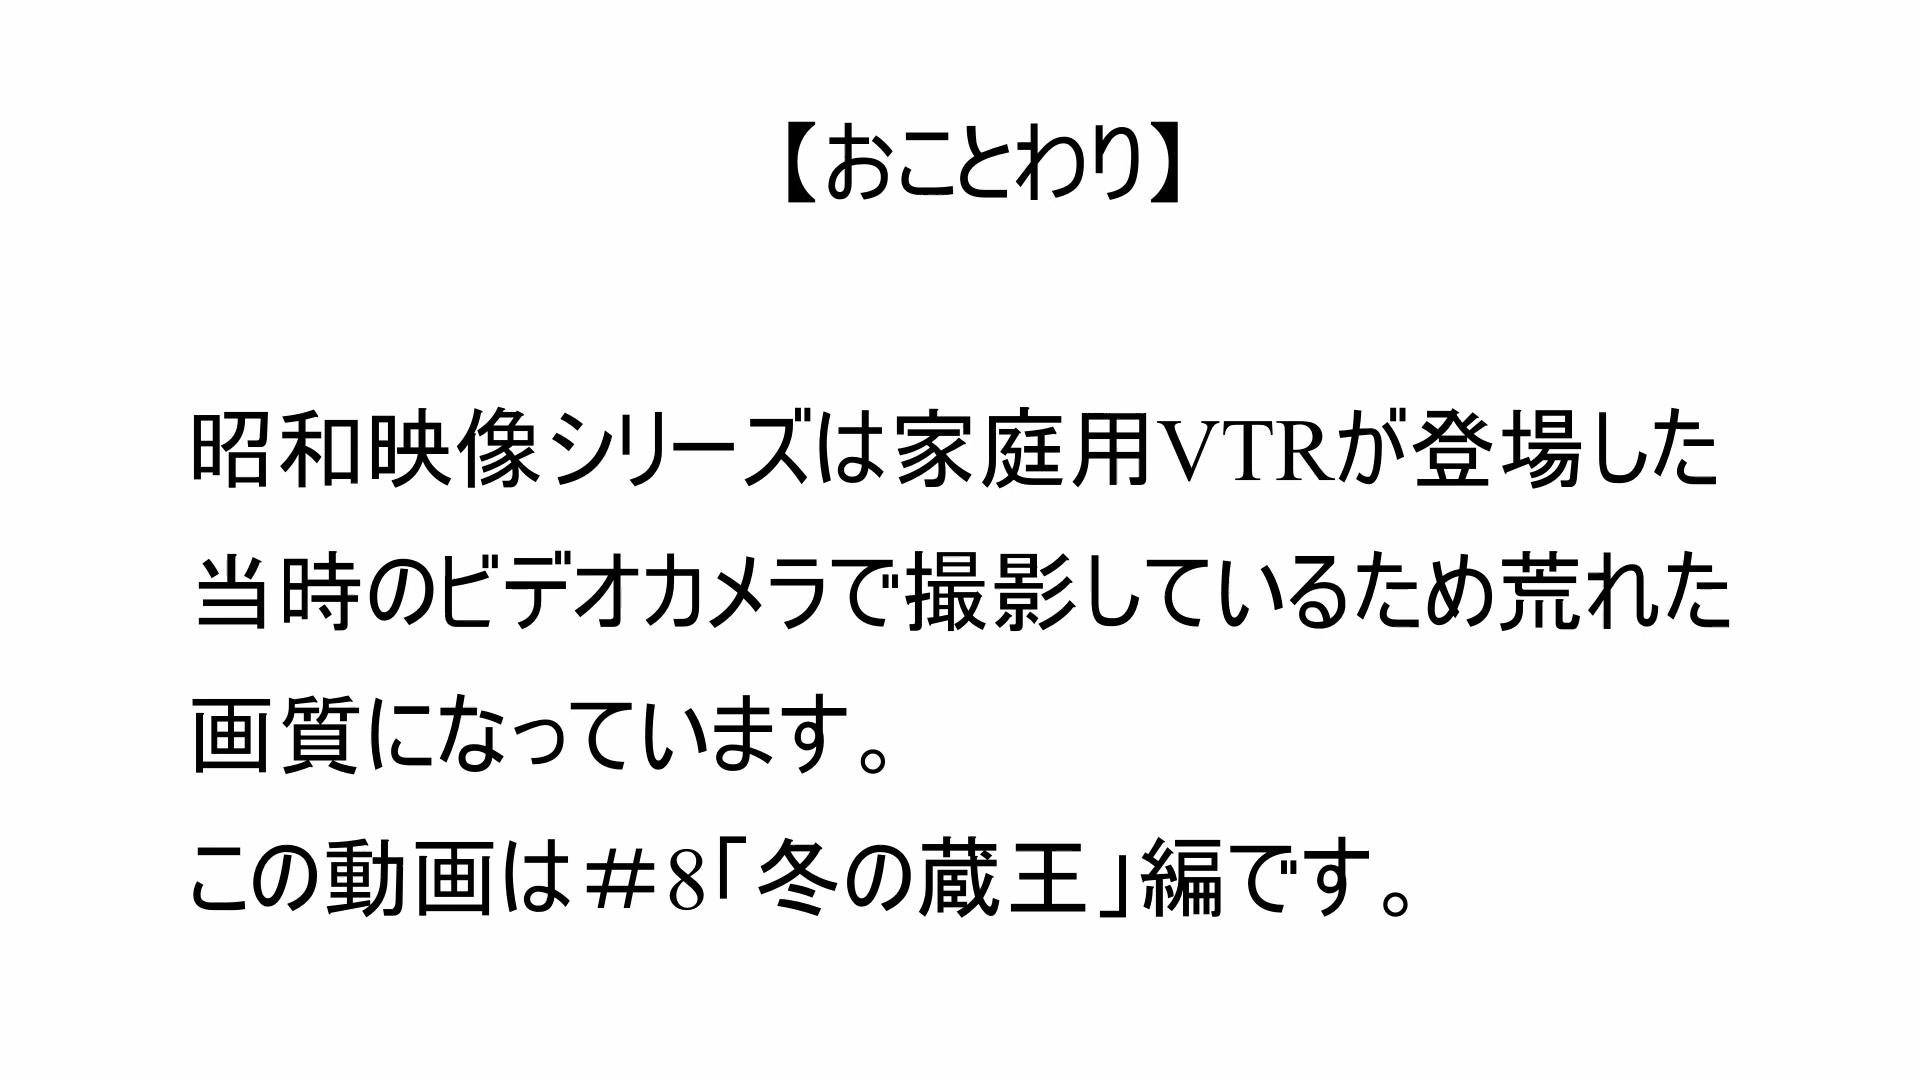 【おことわり】
昭和映像シリーズは家庭用VTRが登場した
当時のビデオカメラで撮影しているため荒れた
画質になっています。
この動画は＃8「冬の蔵王」編です。